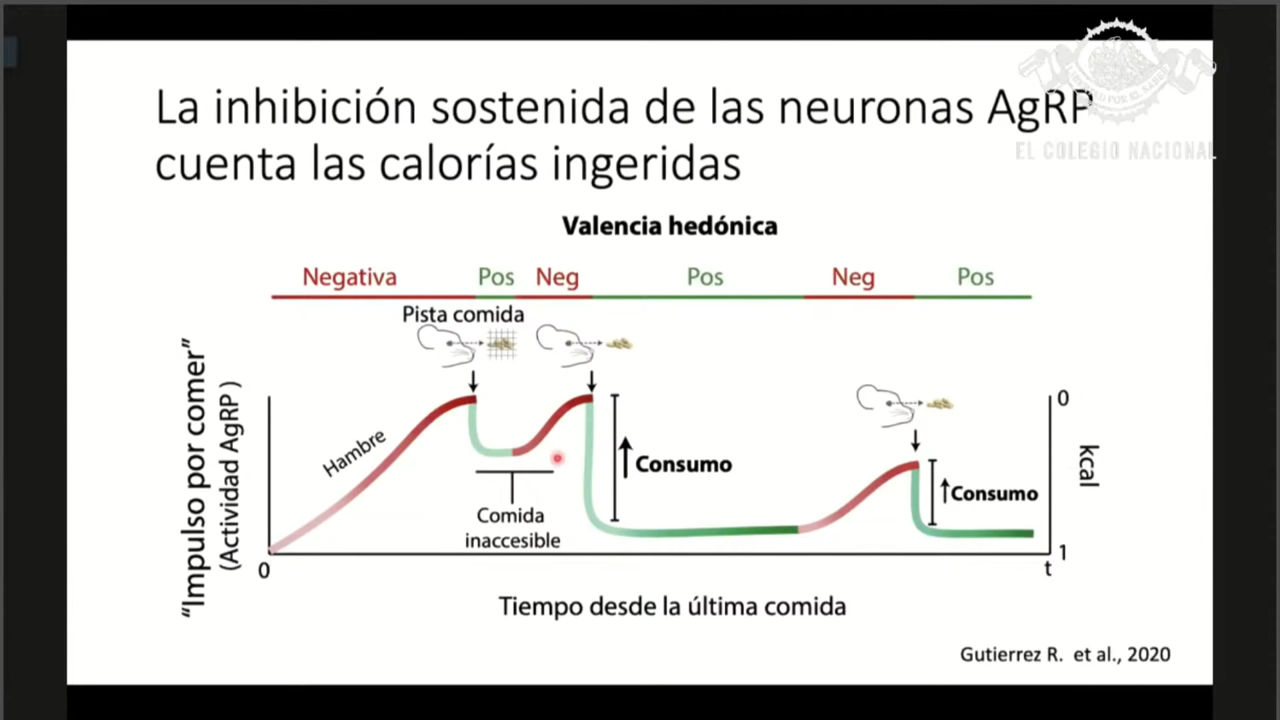 La inhibición sostenida de las neuronas AgRP
cuenta las calorías ingeridas
EL COLEGIO NACIONAL
Valencia hedónica
Negativa
Pos
Neg
Pos
Neg
Pos
Pista comida
"Impulso por comer"
(Actividad AgRP )
Hambre
Comida
inaccesible
Consumo
Consumo
0
kcal
1
0
t
Tiempo desde la última comida
Gutierrez R. et al., 2020